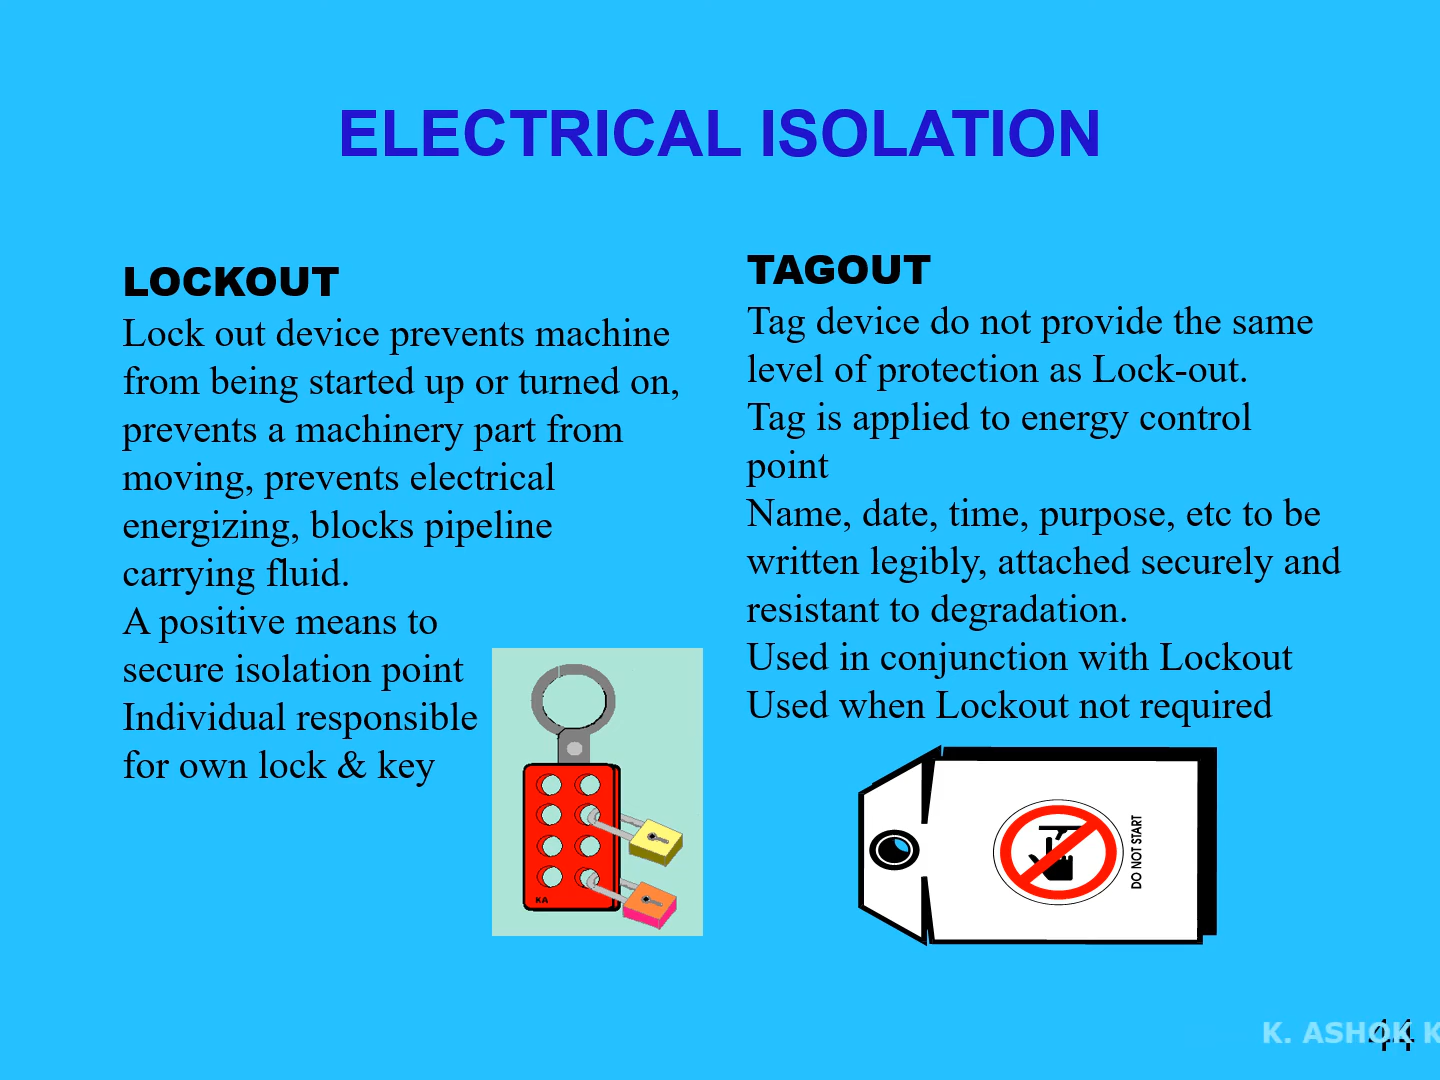 ELECTRICAL ISOLATION
LOCKOUT
Lock out device prevents machine
from being started up or turned on,
prevents a machinery part from
moving, prevents electrical
energizing, blocks pipeline
carrying fluid.
A positive means to
secure isolation point
Individual responsible
for own lock & key
KA
TAGOUT
Tag device do not provide the same
level of protection as Lock-out.
Tag is applied to energy control
point
Name, date, time, purpose, etc to be
written legibly, attached securely and
resistant to degradation.
Used in conjunction with Lockout
Used when Lockout not required
DO NOT START
K. ASHOK K
44